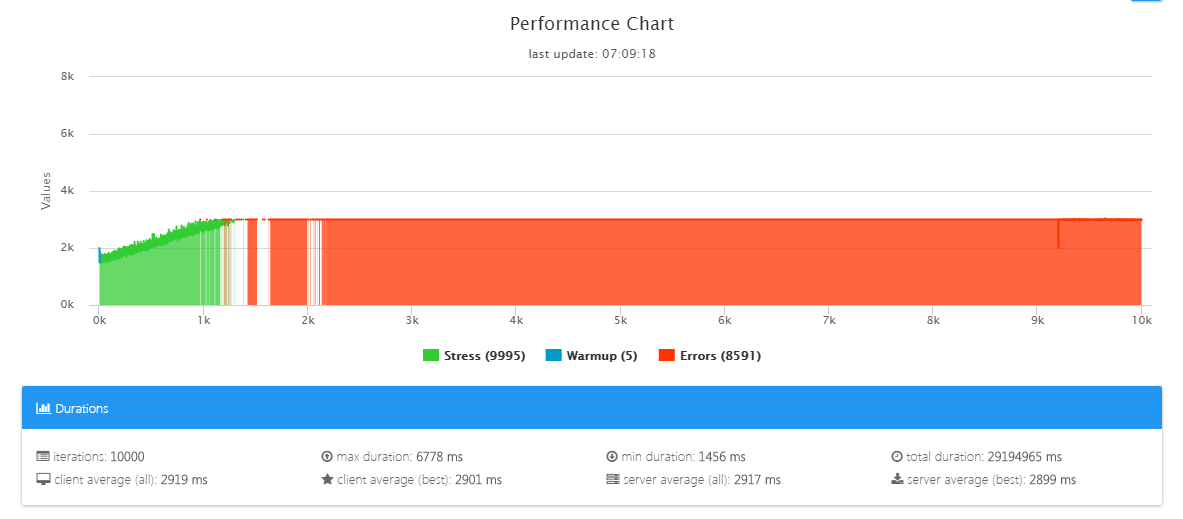 Performance Chart
last update: 07:09:18
8k
6k
4k
2k
0k
Values
0k 1k 2k 3k 4k 5k 6k 7k 8k 9k 10k
Stress (9995) Warmup (5) Errors (8591)
Durations
iterations: 10000 max duration: 6778 ms min duration: 1456 ms total duration: 29194965 ms
client average (all): 2919 ms client average (best): 2901 ms server average (all): 2917 ms server average (best): 2899 ms